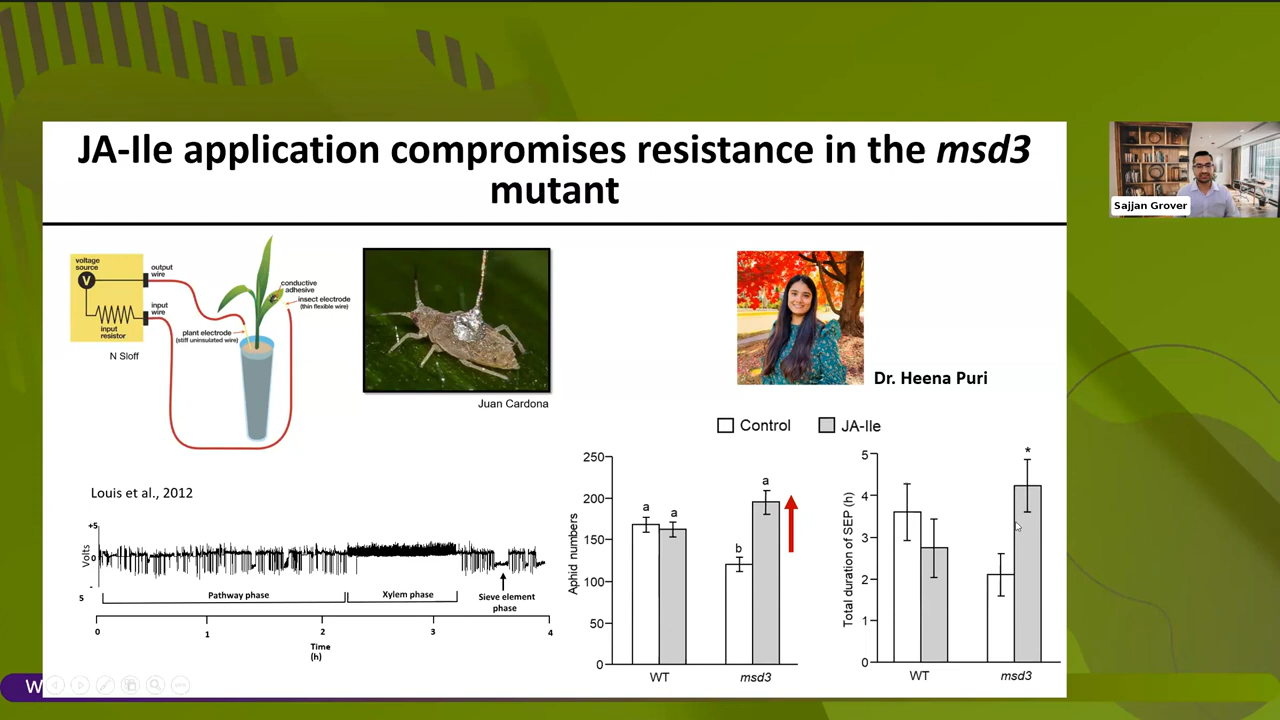 JA-Ile application compromises resistance in the msd3
mutant
Sajjan Grover
voltage
source
V
output
wire
input
wire
input
resistor
conductive
adhesive
insect electrode
(thin flexible wire)
plant electrode
(stiff uninsulated wire)
N Sloff
Juan Cardona
Dr. Heena Puri
Louis et al., 2012
+5
Volts
0
-
5
Pathway phase
Xylem phase
Sieve element
phase
0 1 2 3 4
Time
(h)
Control JA-Ile
250
200
150
100
50
0
Aphid numbers
a a b a
WT msd3
5
4
3
2
1
0
Total duration of SEP (h)
*
WT msd3
W